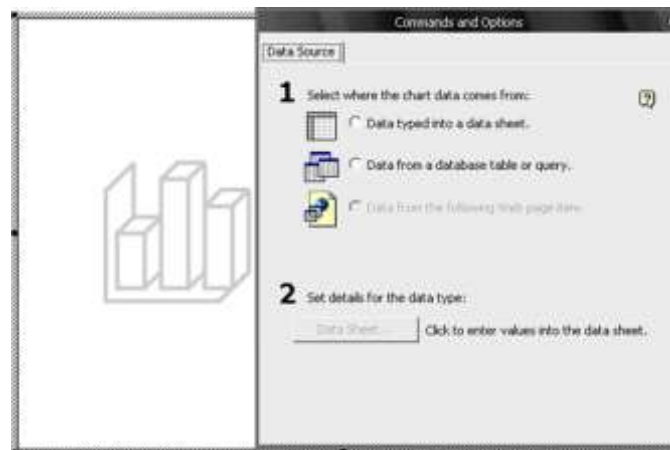 Commands and Options
Data Source
1 Select where the chart data comes from:
Data typed into a data sheet.
Data from a database table or query.
Data from the following Web page item:
2 Set details for the data type:
Data Sheet... Click to enter values into the data sheet.